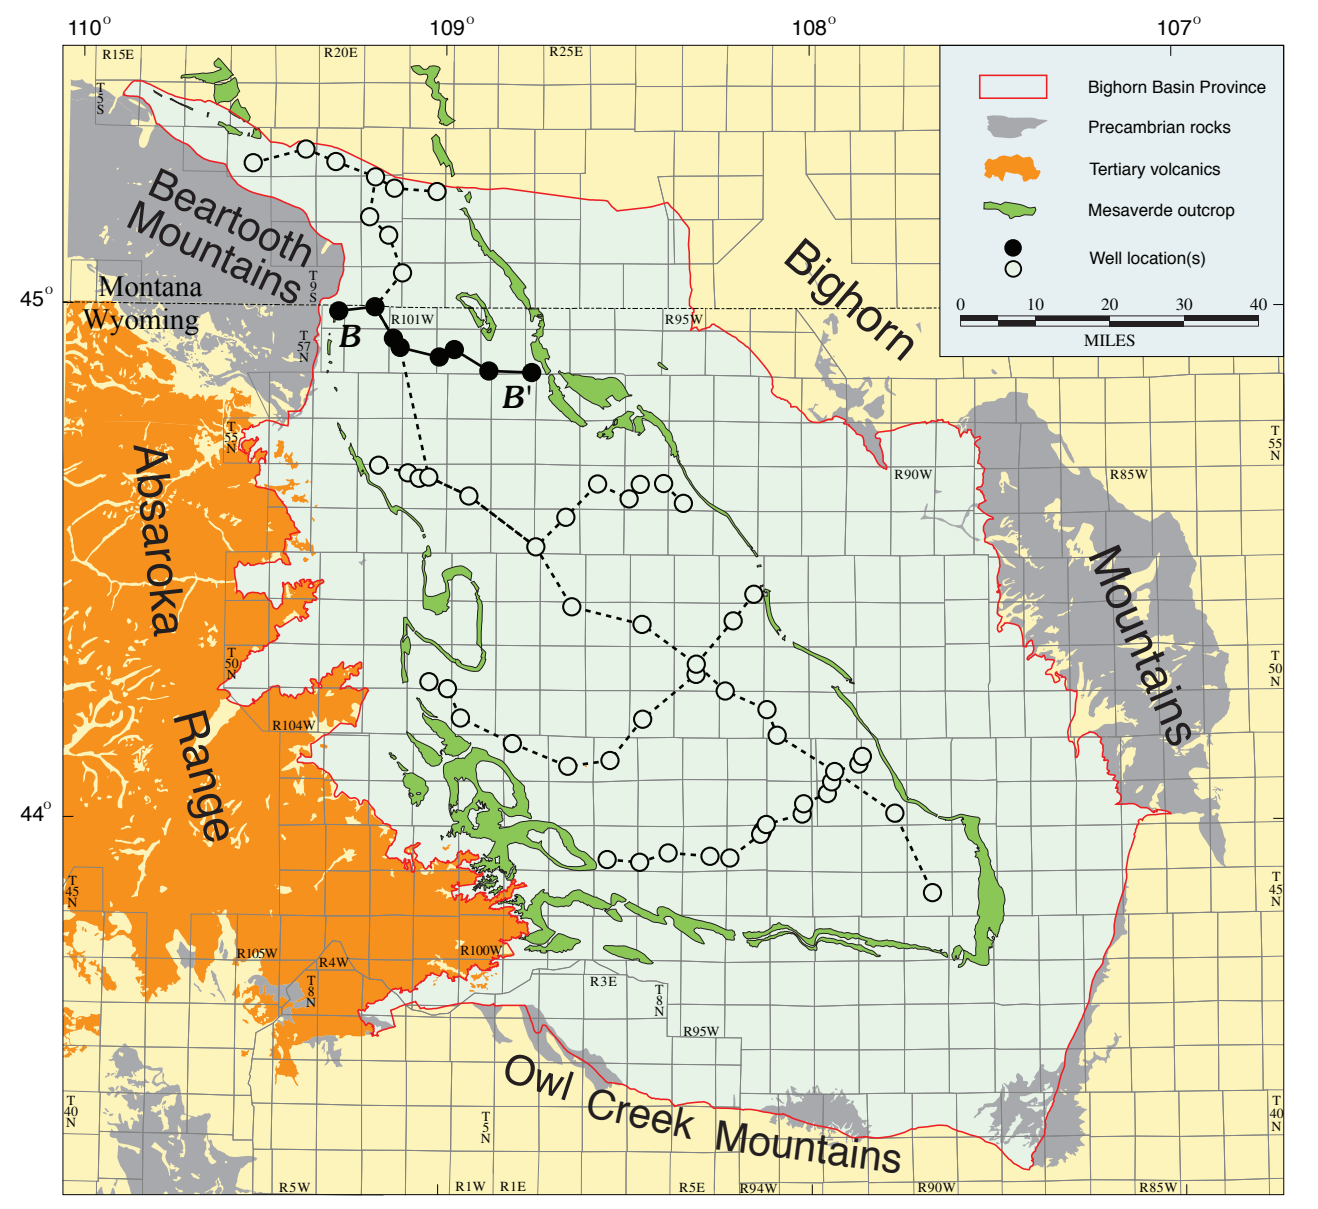 110° 109° 108° 107°
R15E R20E R25E
T5S
Bighorn Basin Province
Precambrian rocks
Tertiary volcanics
Mesaverde outcrop
Well location(s)
0 10 20 30 40
MILES
Beartooth
Mountains
Bighorn
45°
Montana
Wyoming
T9S
R101W
R95W
B
T57N
B'
T55N
Absaroka
R90W
R85W
T55N
Mountains
T50N
T50N
R104W
Range
44°
T45N
T45N
R105W
R4W
R100W
T8N
R3E
T8N
R95W
Owl Creek Mountains
T40N
T5N
T40N
R5W R1W R1E R5E R94W R90W R85W